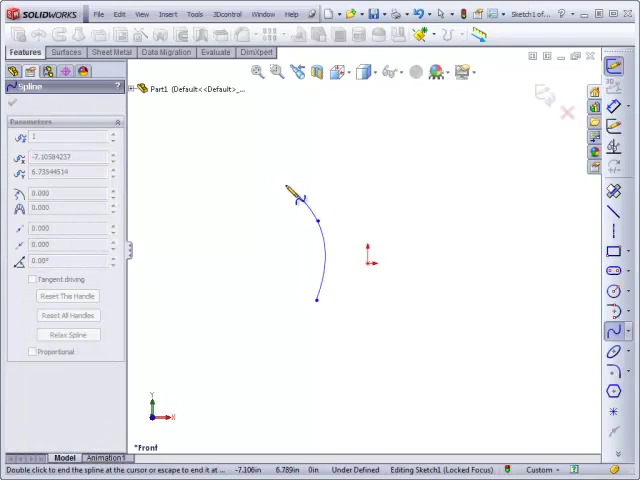 SOLIDWORKS File Edit View Insert Tools 3Dcontrol Window Help Sketch1 of... ?
Features Surfaces Sheet Metal Data Migration Evaluate DimXpert
Spline ?
Part1 (Default<<Default>_...
Parameters
1
-7.10584237
6.73544514
0.000
0.000
0.000
0.000
0.00°
Tangent driving
Reset This Handle
Reset All Handles
Relax Spline
Proportional
Y
X
*Front
Model Animation1
Double click to end the spline at the cursor or escape to end it at ... -7.106in 6.789in 0in Under Defined Editing Sketch1 (Locked Focus) Custom